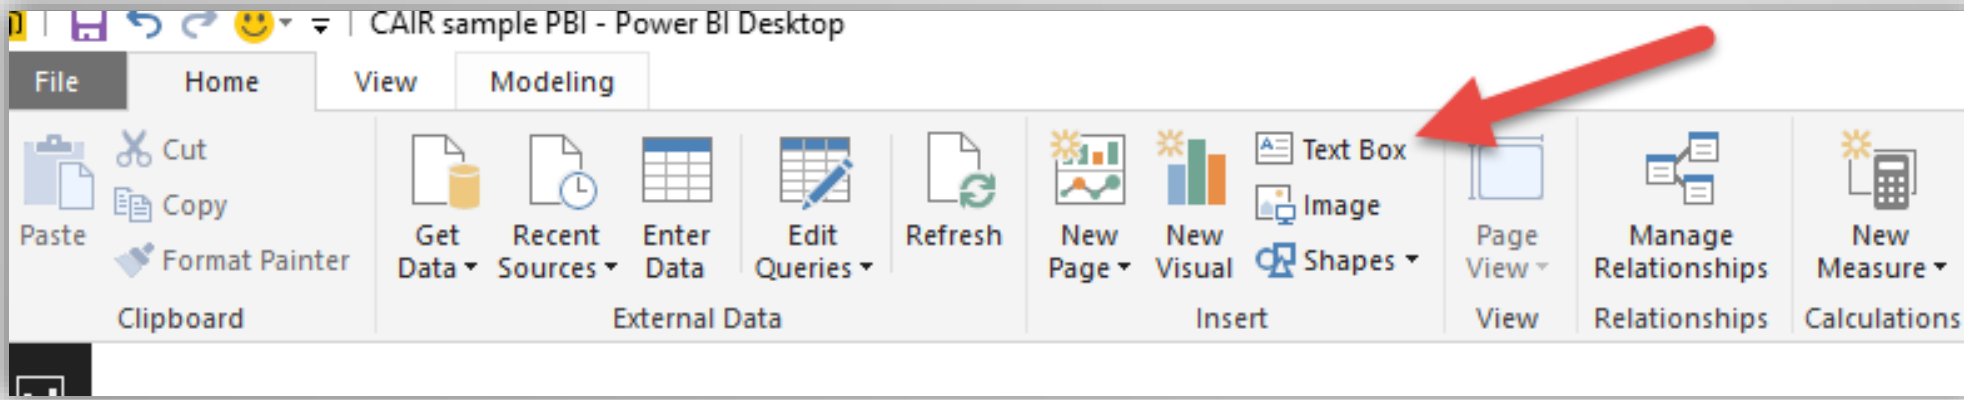 CAIR sample PBI - Power BI Desktop
File Home View Modeling
Paste
Cut
Copy
Format Painter
Clipboard
Get Data
Recent Sources
Enter Data
Edit Queries
Refresh
External Data
New Page
New Visual
Text Box
Image
Shapes
Insert
Page View
View
Manage Relationships
Relationships
New Measure
Calculations